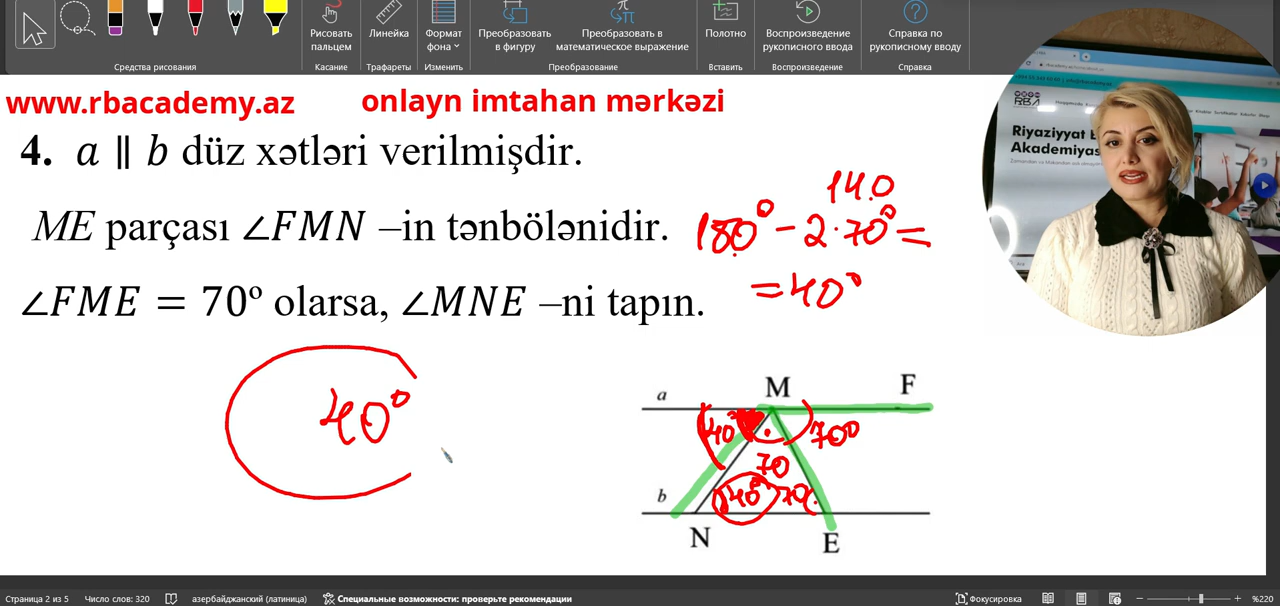 Рисовать
пальцем
Линейка
Формат
фона
Преобразовать
в фигуру
Преобразовать в
математическое выражение
Полотно
Воспроизведение
рукописного ввода
Справка по
рукописному вводу
Средства рисования
Касание
Трафареты
Изменить
Преобразование
Вставить
Воспроизведение
Справка
www.rbacademy.az onlayn imtahan mərkəzi
4. a ∥ b düz xətləri verilmişdir.
ME parçası ∠FMN –in tənbölənidir.
∠FME = 70° olarsa, ∠MNE –ni tapın.
140
180° - 2·70° =
= 40°
40°
a
M
F
40°
70°
70
b
40°
70
N
E
RBA
Riyaziyyat
Akademiyas
Страница 2 из 5
Число слов: 320
азербайджанский (латиница)
Специальные возможности: проверьте рекомендации
Фокусировка
%220